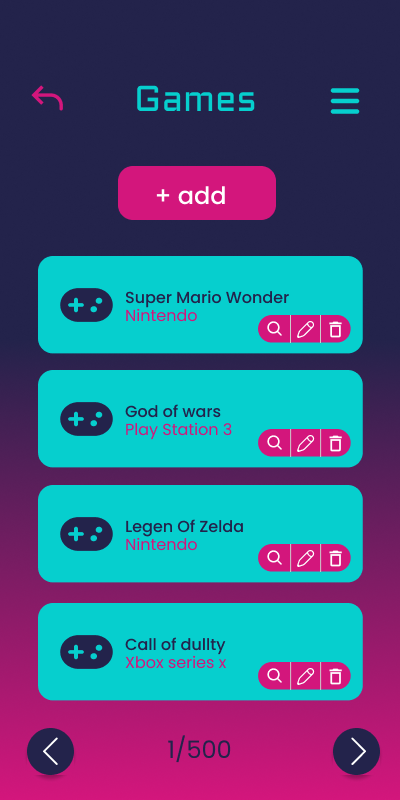 Games
+ add
Super Mario Wonder
Nintendo
God of wars
Play Station 3
Legen Of Zelda
Nintendo
Call of dullty
Xbox series x
1/500